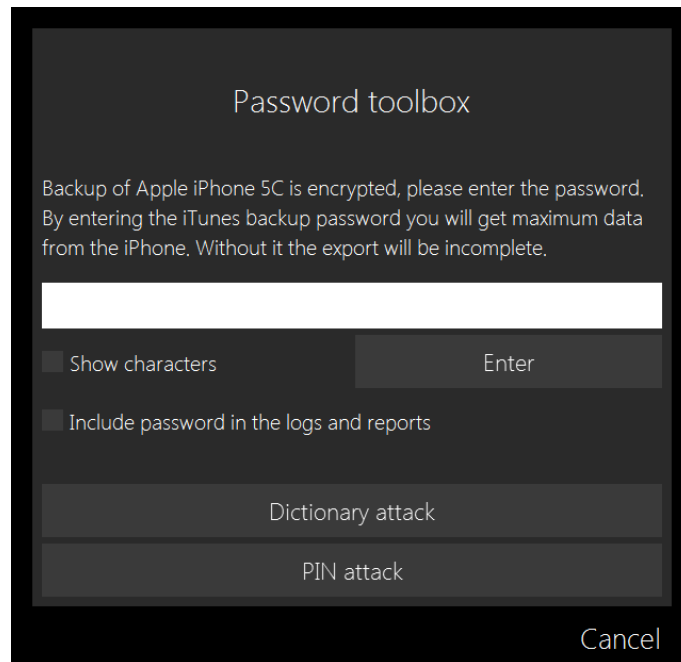 Password toolbox
Backup of Apple iPhone 5C is encrypted, please enter the password.
By entering the iTunes backup password you will get maximum data
from the iPhone. Without it the export will be incomplete.
Show characters
Enter
Include password in the logs and reports
Dictionary attack
PIN attack
Cancel